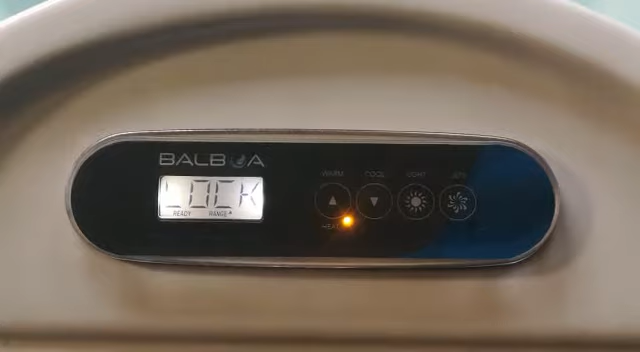 BALBOA
LOCK
READY RANGE
WARM COOL LIGHT JETS
HEAT